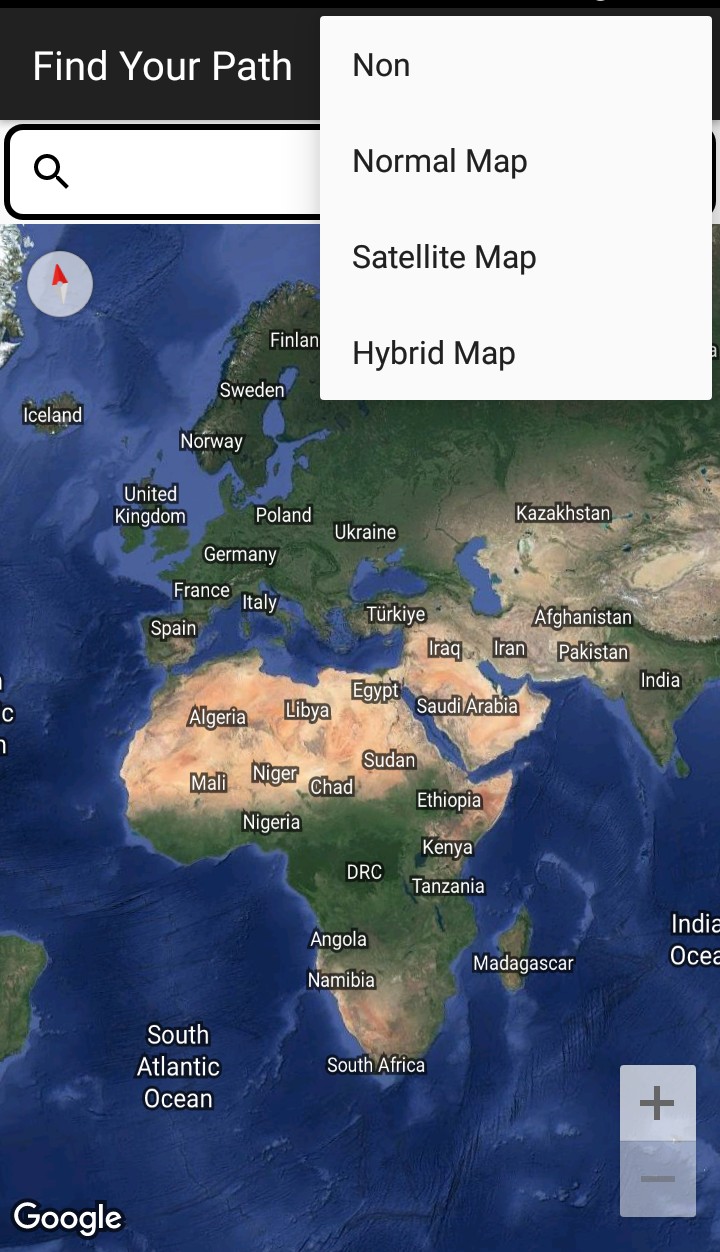 Find Your Path
Non
Normal Map
Satellite Map
Hybrid Map
Finlan
Sweden
Iceland
Norway
United
Kingdom
Poland
Kazakhstan
Ukraine
Germany
France
Italy
Türkiye
Afghanistan
Spain
Iraq
Iran
Pakistan
India
Egypt
Algeria
Libya
Saudi Arabia
Sudan
Mali
Niger
Chad
Ethiopia
Nigeria
Kenya
DRC
Tanzania
Angola
India
Ocea
Madagascar
Namibia
South
Atlantic
Ocean
South Africa
Google